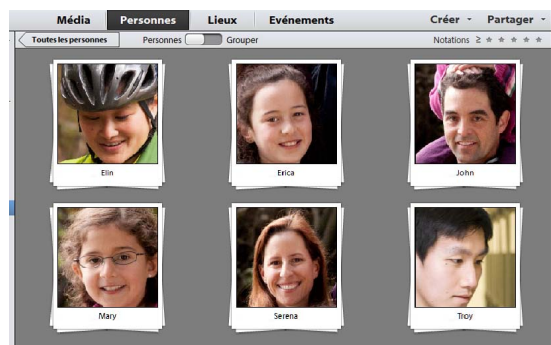 Média Personnes Lieux Evénements Créer Partager
Toutes les personnes Personnes Grouper Notations ≥
Elin Erica John
Mary Serena Troy